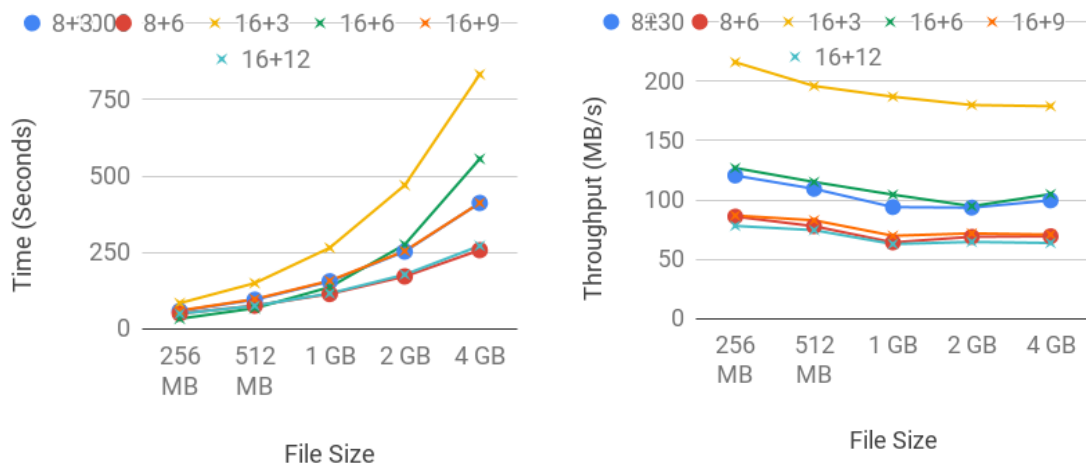 8+3 8+6 16+3 16+6 16+9
16+12
750
500
250
0
Time (Seconds)
256 MB
512 MB
1 GB
2 GB
4 GB
File Size
8+3 8+6 16+3 16+6 16+9
16+12
200
150
100
50
0
Throughput (MB/s)
256 MB
512 MB
1 GB
2 GB
4 GB
File Size